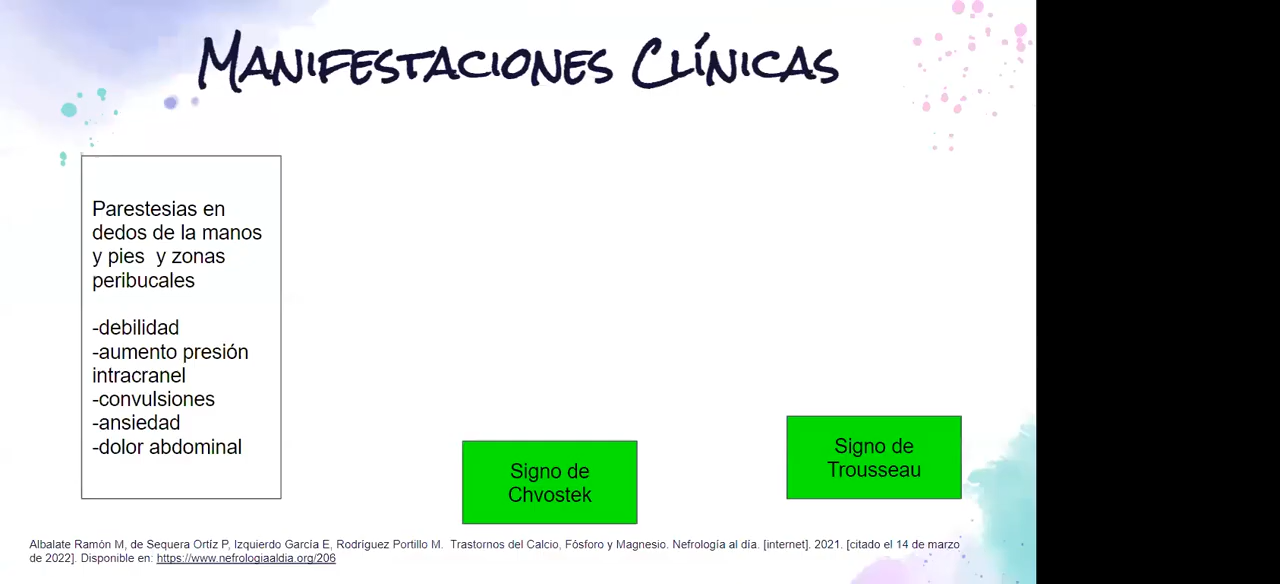 Manifestaciones Clínicas
Parestesias en
dedos de la manos
y pies  y zonas
peribucales
-debilidad
-aumento presión
intracranel
-convulsiones
-ansiedad
-dolor abdominal
Signo de
Chvostek
Signo de
Trousseau
Albalate Ramón M, de Sequera Ortíz P, Izquierdo García E, Rodríguez Portillo M.  Trastornos del Calcio, Fósforo y Magnesio. Nefrología al día. [internet]. 2021. [citado el 14 de marzo
de 2022]. Disponible en: https://www.nefrologiaaldia.org/206